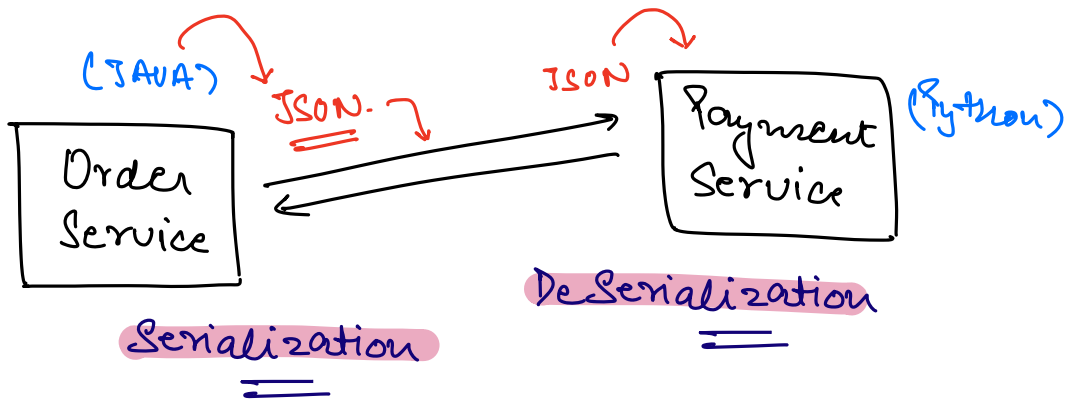 (JAVA)
JSON.
JSON
(Python)
Order
Service
Payment
Service
Serialization
DeSerialization